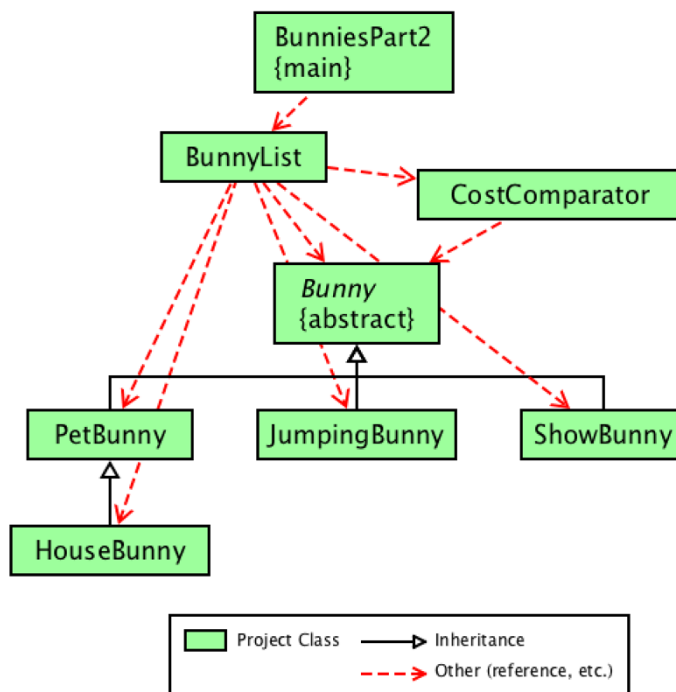 BunniesPart2
{main}
BunnyList
CostComparator
Bunny
{abstract}
PetBunny
JumpingBunny
ShowBunny
HouseBunny
Project Class
Inheritance
Other (reference, etc.)